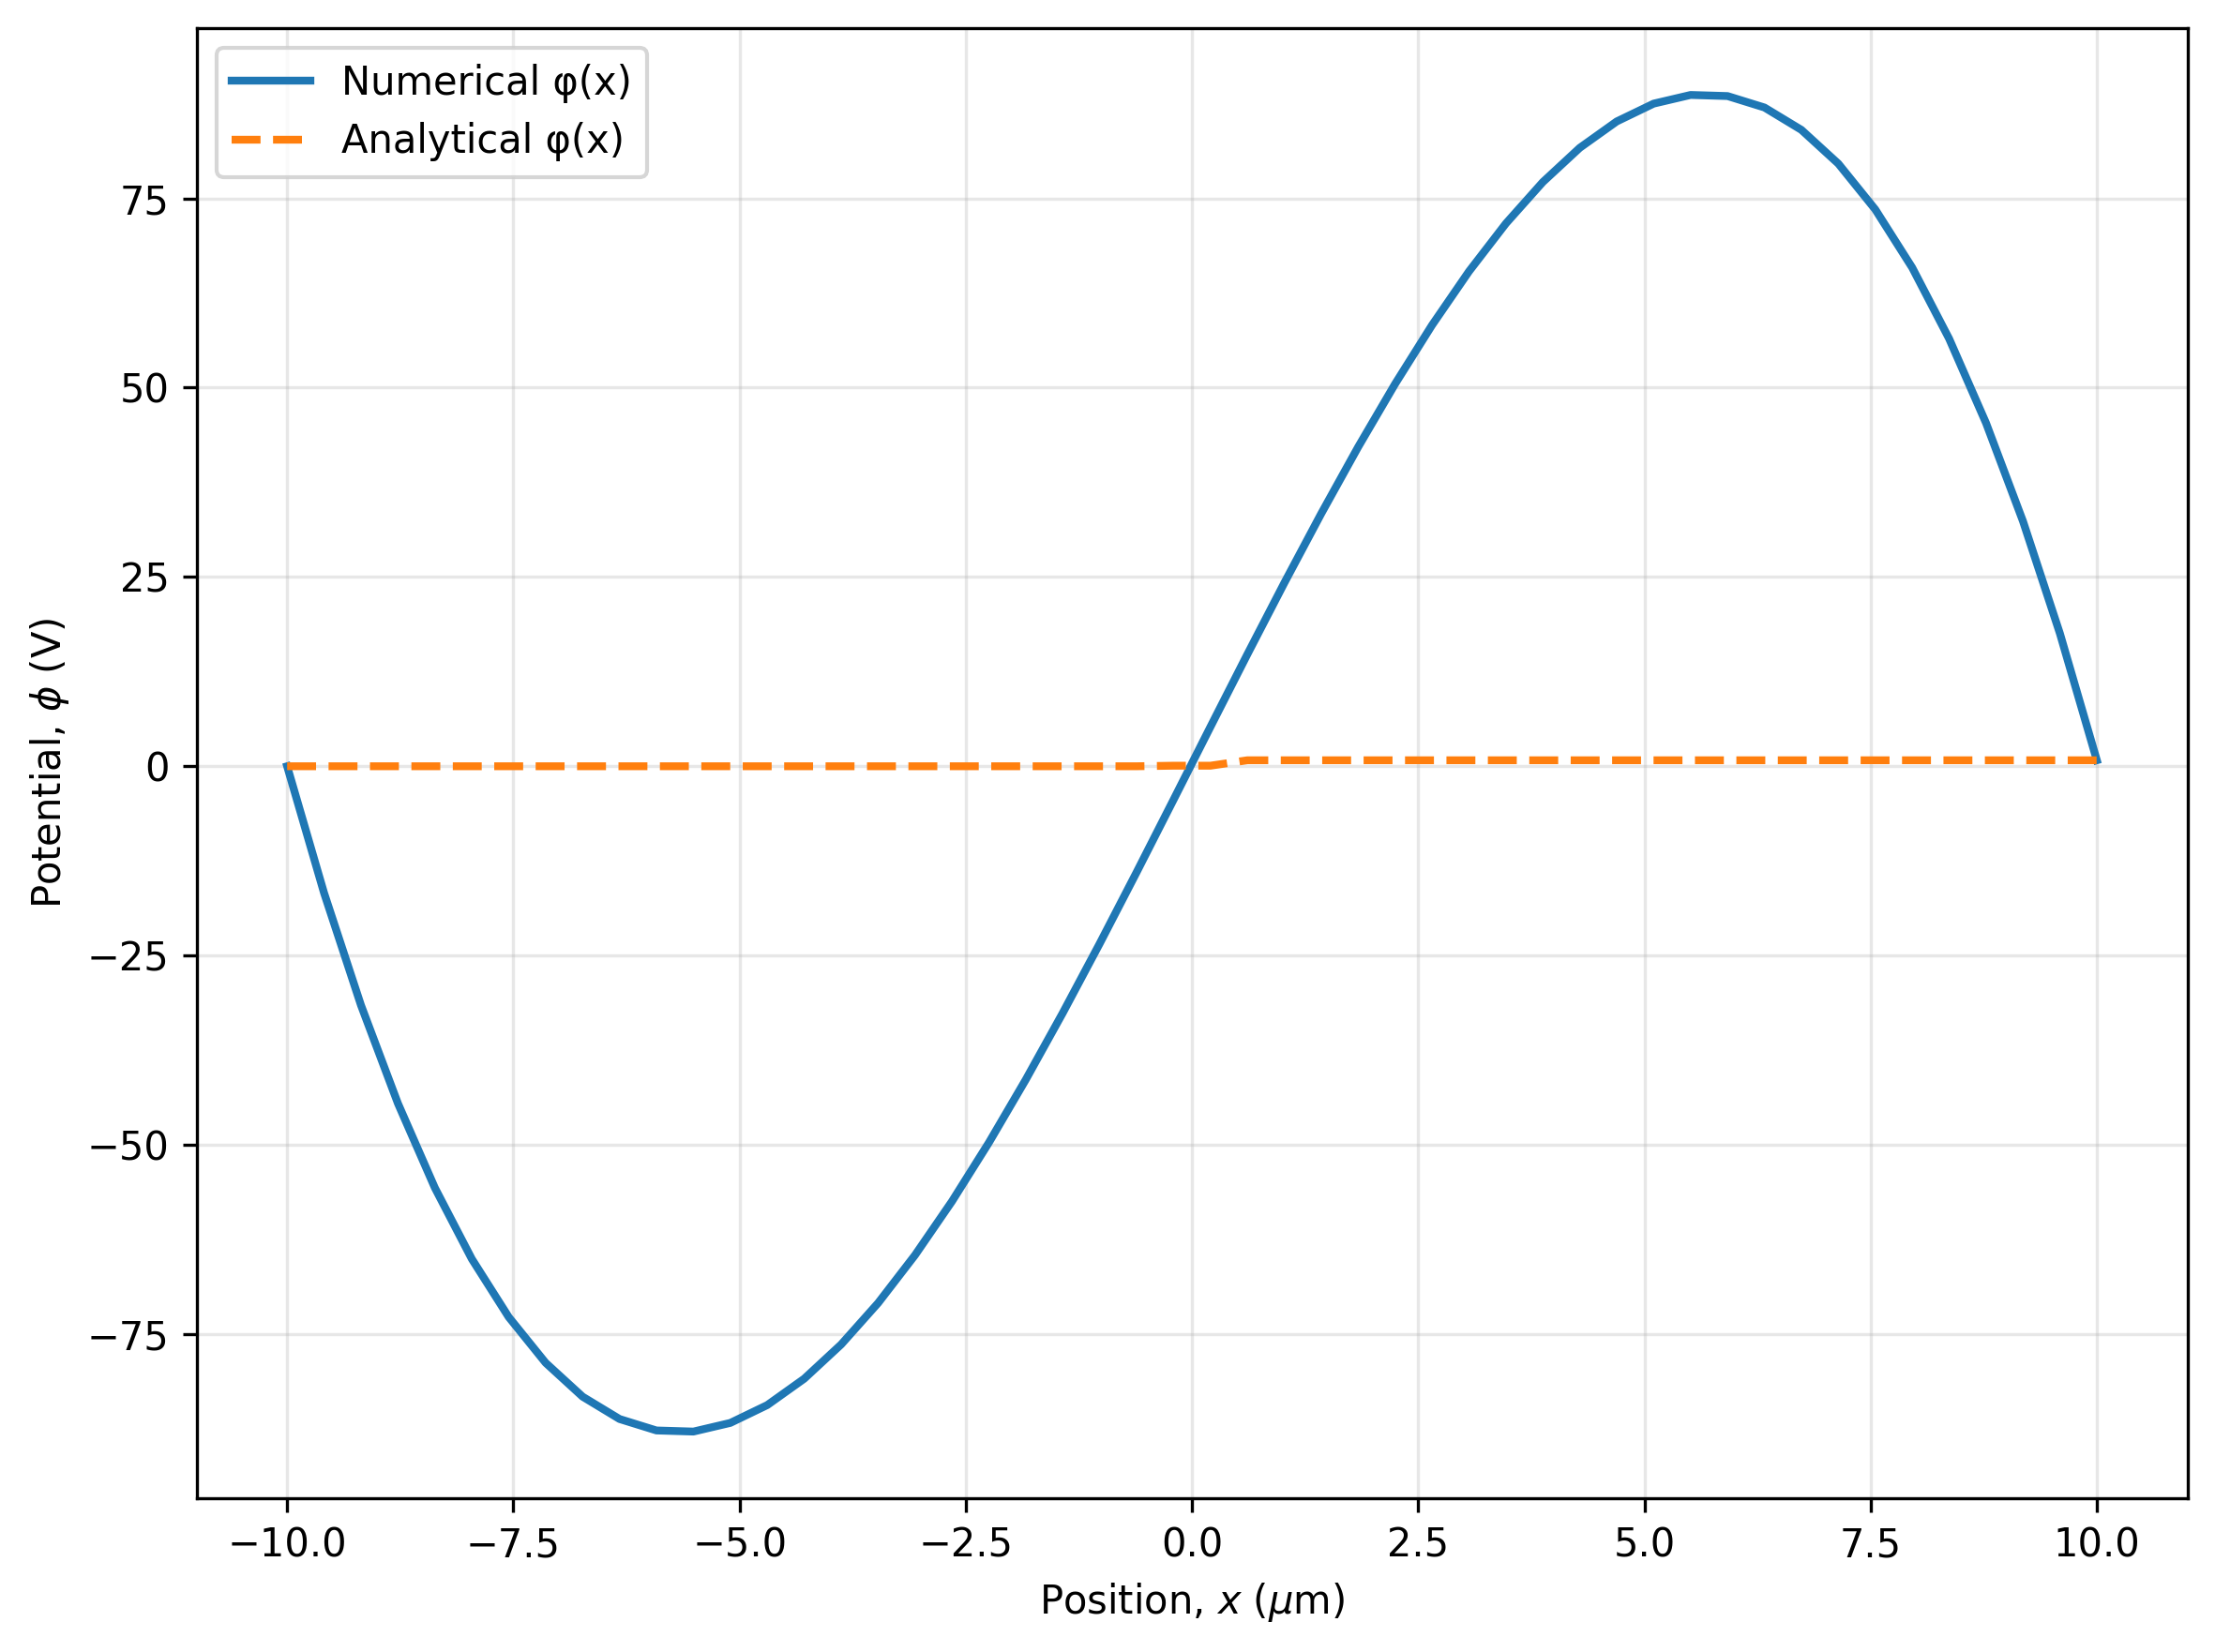 Numerical φ(x)
Analytical φ(x)
75
50
25
0
−25
−50
−75
Potential, ϕ (V)
−10.0 −7.5 −5.0 −2.5 0.0 2.5 5.0 7.5 10.0
Position, x (μm)